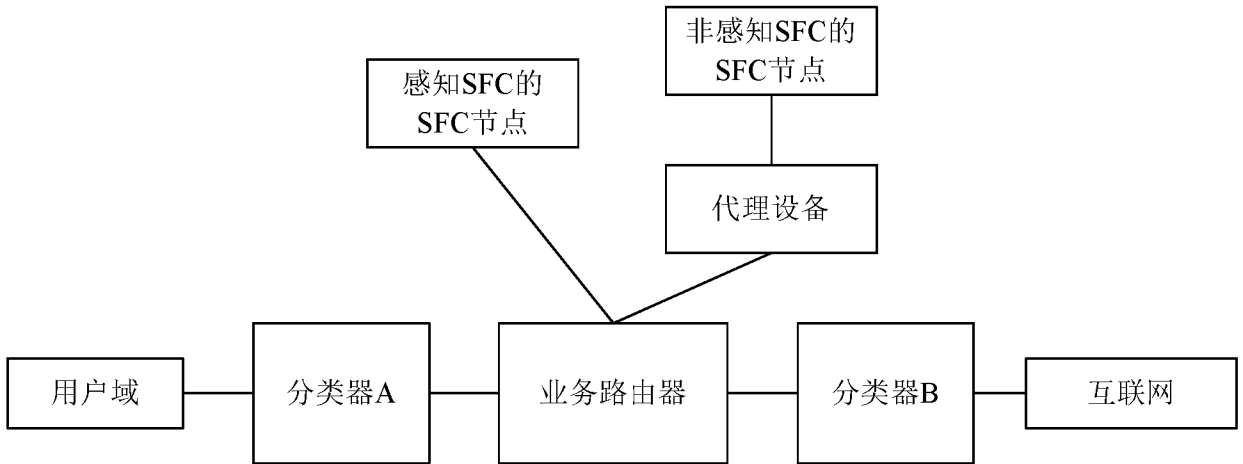 非感知SFC的
SFC节点
感知SFC的
SFC节点
代理设备
用户域
分类器A
业务路由器
分类器B
互联网